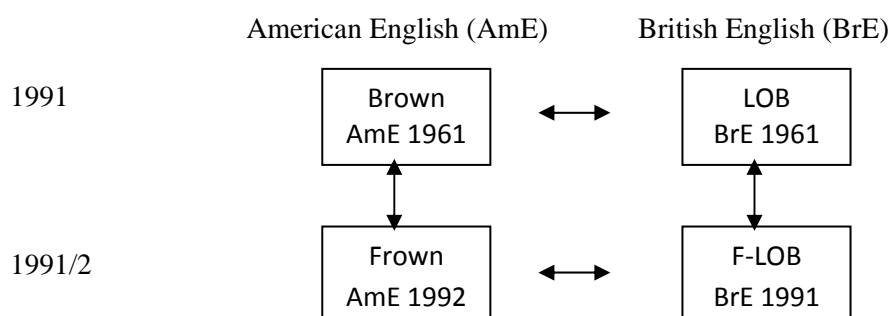 American English (AmE) British English (BrE)
1991 Brown LOB
AmE 1961 BrE 1961
1991/2 Frown F-LOB
AmE 1992 BrE 1991